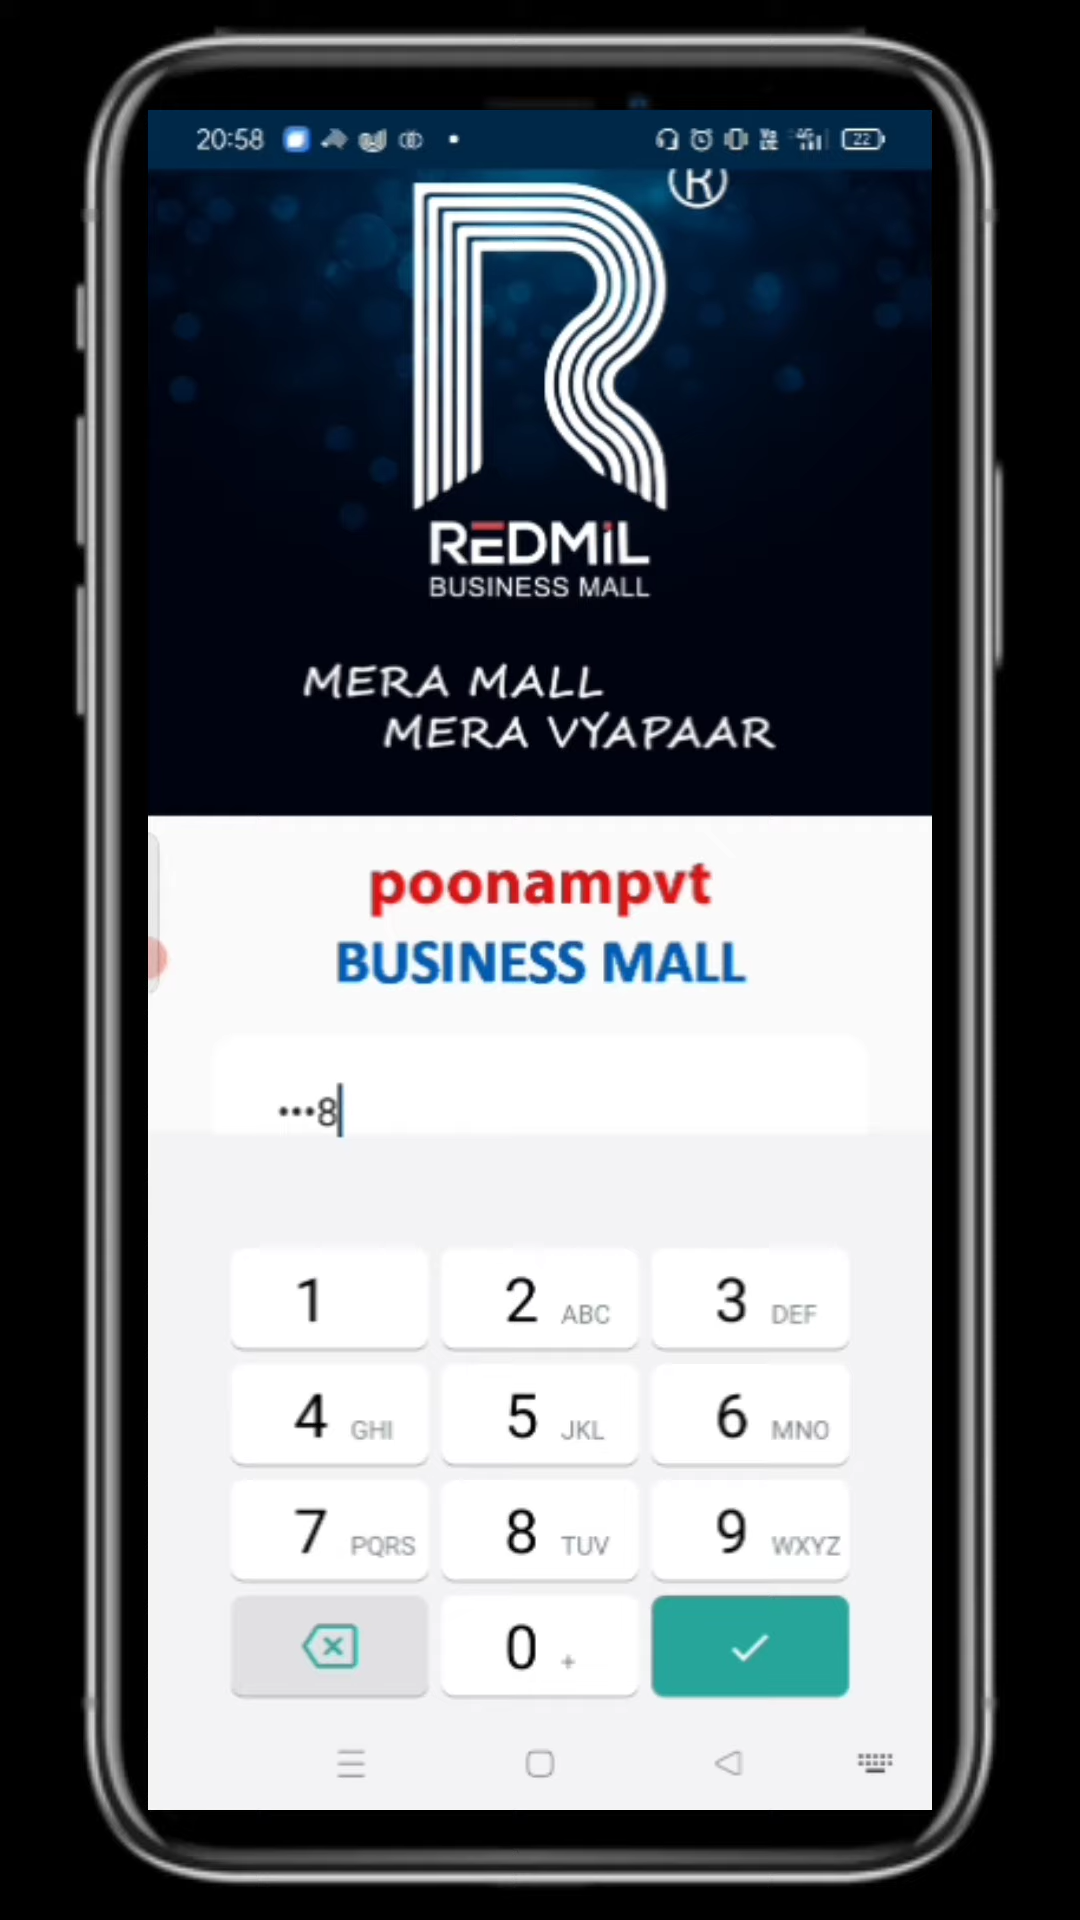 20:58
22
®
R
REDMiL
BUSINESS MALL
MERA MALL
MERA VYAPAAR
poonampvt
BUSINESS MALL
•••8
1
2 ABC
3 DEF
4 GHI
5 JKL
6 MNO
7 PQRS
8 TUV
9 WXYZ
0 +